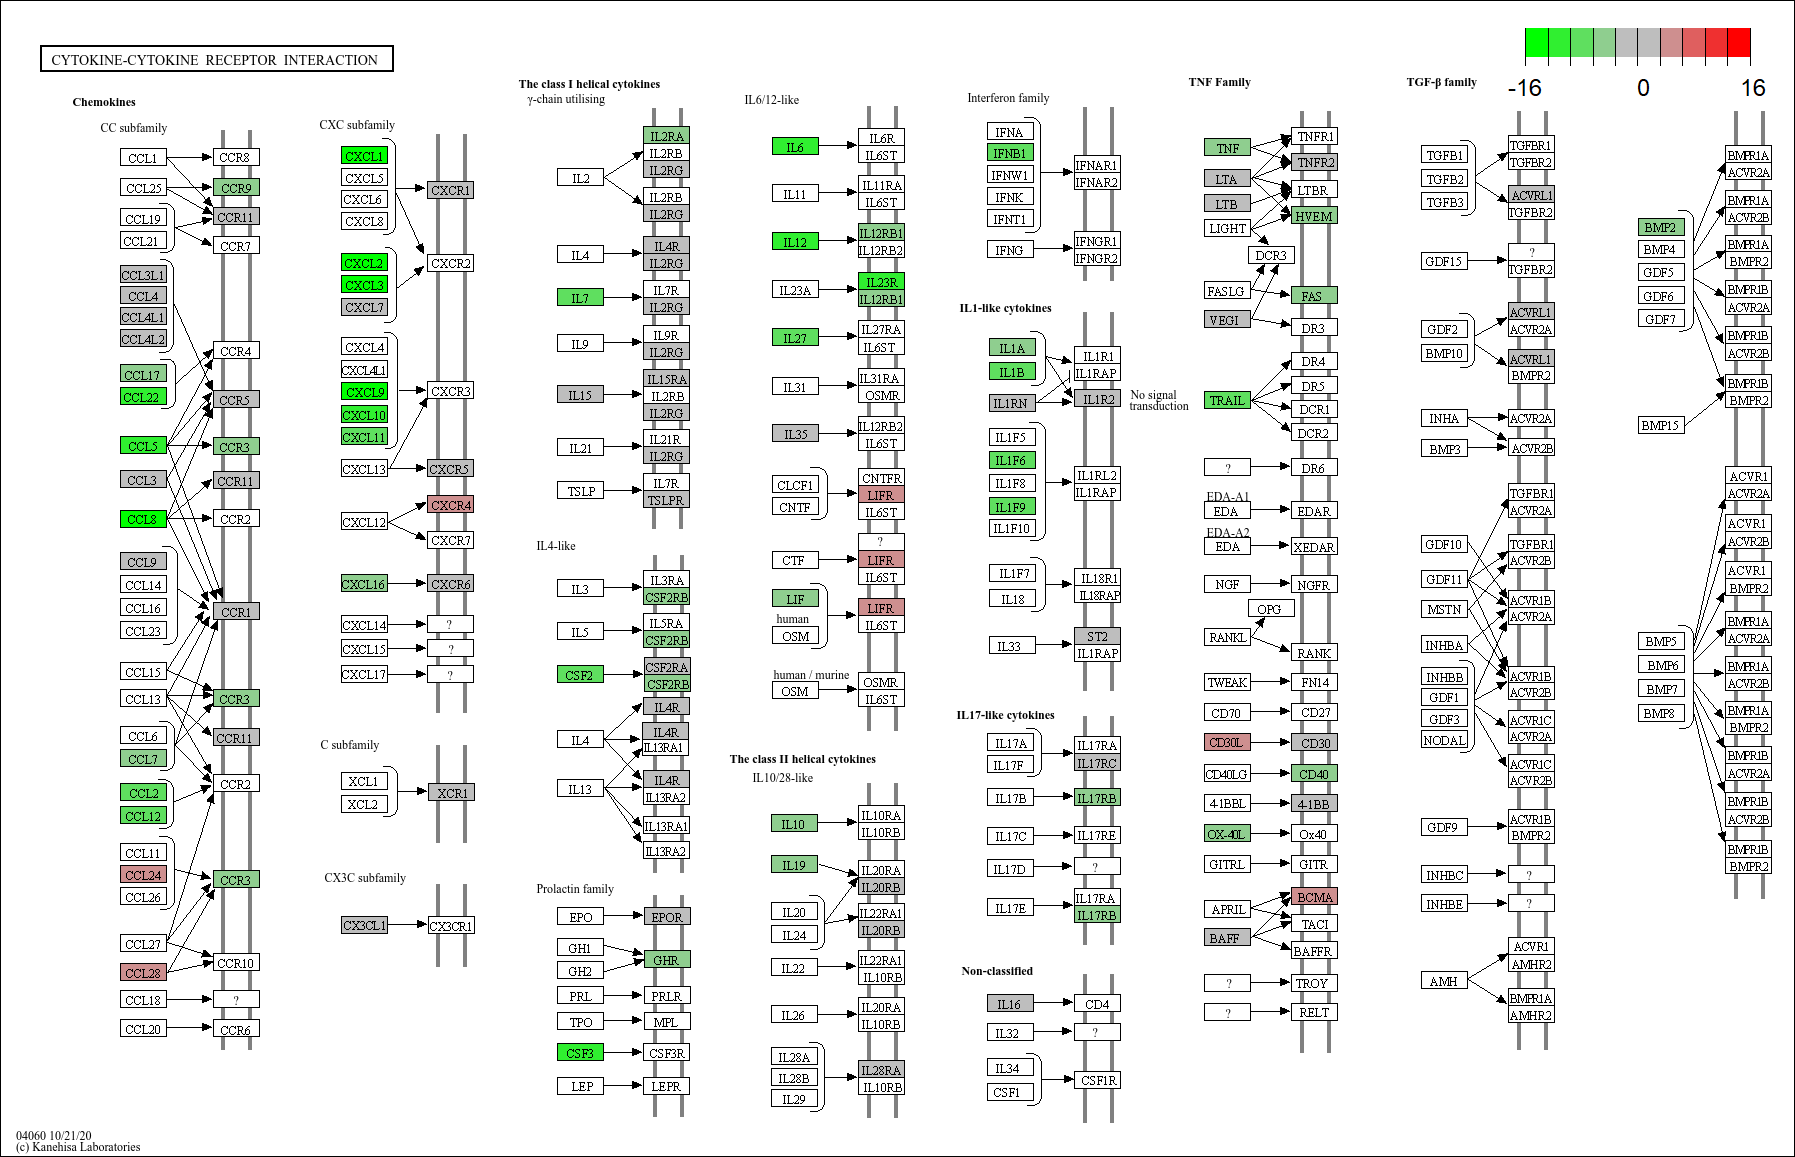 CYTOKINE-CYTOKINE RECEPTOR INTERACTION
-16
0
16
Chemokines
CC subfamily
CCL1
CCR8
CCL25
CCR9
CCR11
CCL19
CCL21
CCR7
CCL3L1
CCL4
CCL4L1
CCL4L2
CCR4
CCL17
CCL22
CCR5
CCL5
CCR3
CCL3
CCR11
CCL8
CCR2
CCL9
CCL14
CCL16
CCL23
CCR1
CCL15
CCL13
CCR3
CCL6
CCL7
CCR11
CCR2
CCL2
CCL12
CCL11
CCL24
CCL26
CCR3
CCL27
CCL28
CCR10
CCL18
?
CCL20
CCR6
CXC subfamily
CXCL1
CXCL5
CXCL6
CXCL8
CXCR1
CXCL2
CXCL3
CXCL7
CXCR2
CXCL4
CXCL4L1
CXCL9
CXCL10
CXCL11
CXCR3
CXCL13
CXCR5
CXCR4
CXCL12
CXCR7
CXCL16
CXCR6
CXCL14
?
CXCL15
?
CXCL17
?
C subfamily
XCL1
XCL2
XCR1
CX3C subfamily
CX3CL1
CX3CR1
The class I helical cytokines
γ-chain utilising
IL2RA
IL2RB
IL2RG
IL2
IL2RB
IL2RG
IL4
IL4R
IL2RG
IL7
IL7R
IL2RG
IL9
IL9R
IL2RG
IL15
IL15RA
IL2RB
IL2RG
IL21
IL21R
IL2RG
TSLP
IL7R
TSLPR
IL4-like
IL3
IL3RA
CSF2RB
IL5
IL5RA
CSF2RB
CSF2
CSF2RA
CSF2RB
IL4R
IL4
IL4R
IL13RA1
IL13
IL4R
IL13RA2
IL13RA1
IL13RA2
Prolactin family
EPO
EPOR
GH1
GH2
GHR
PRL
PRLR
TPO
MPL
CSF3
CSF3R
LEP
LEPR
IL6/12-like
IL6
IL6R
IL6ST
IL11
IL11RA
IL6ST
IL12
IL12RB1
IL12RB2
IL23A
IL23R
IL12RB1
IL27
IL27RA
IL6ST
IL31
IL31RA
OSMR
IL35
IL12RB2
IL6ST
CLCF1
CNTF
CNTFR
LIFR
IL6ST
CTF
?
LIFR
IL6ST
LIF
human
OSM
LIFR
IL6ST
human / murine
OSM
OSMR
IL6ST
The class II helical cytokines
IL10/28-like
IL10
IL10RA
IL10RB
IL19
IL20RA
IL20RB
IL20
IL24
IL22RA1
IL20RB
IL22
IL22RA1
IL10RB
IL26
IL20RA
IL10RB
IL28A
IL28B
IL29
IL28RA
IL10RB
Interferon family
IFNA
IFNB1
IFNW1
IFNK
IFNT1
IFNAR1
IFNAR2
IFNG
IFNGR1
IFNGR2
IL1-like cytokines
IL1A
IL1B
IL1RN
IL1R1
IL1RAP
IL1R2
No signal
transduction
IL1F5
IL1F6
IL1F8
IL1F9
IL1F10
IL1RL2
IL1RAP
IL1F7
IL18
IL18R1
IL18RAP
IL33
ST2
IL1RAP
IL17-like cytokines
IL17A
IL17F
IL17RA
IL17RC
IL17B
IL17RB
IL17C
IL17RE
IL17D
?
IL17E
IL17RA
IL17RB
Non-classified
IL16
CD4
IL32
?
IL34
CSF1
CSF1R
TNF Family
TNF
TNFR1
TNFR2
LTA
LTB
LTBR
LIGHT
HVEM
DCR3
FASLG
FAS
VEGI
DR3
TRAIL
DR4
DR5
DCR1
DCR2
?
DR6
EDA-A1
EDA
EDAR
EDA-A2
EDA
XEDAR
NGF
NGFR
OPG
RANKL
RANK
TWEAK
FN14
CD70
CD27
CD30L
CD30
CD40LG
CD40
4-1BBL
4-1BB
OX-40L
Ox40
GITRL
GITR
APRIL
BCMA
TACI
BAFF
BAFFR
?
TROY
?
RELT
TGF-β family
TGFB1
TGFB2
TGFB3
TGFBR1
TGFBR2
ACVRL1
TGFBR2
GDF15
?
TGFBR2
GDF2
BMP10
ACVRL1
ACVR2A
ACVRL1
BMPR2
INHA
ACVR2A
BMP3
ACVR2B
TGFBR1
ACVR2A
GDF10
TGFBR1
ACVR2B
GDF11
MSTN
ACVR1B
ACVR2A
INHBA
INHBB
GDF1
GDF3
NODAL
ACVR1B
ACVR2B
ACVR1C
ACVR2A
ACVR1C
ACVR2B
GDF9
ACVR1B
BMPR2
INHBC
?
INHBE
?
AMH
ACVR1
AMHR2
BMPR1A
AMHR2
BMP2
BMP4
GDF5
GDF6
GDF7
BMPR1A
ACVR2A
BMPR1A
ACVR2B
BMPR1A
BMPR2
BMPR1B
ACVR2A
BMPR1B
ACVR2B
BMPR1B
BMPR2
BMP15
BMP5
BMP6
BMP7
BMP8
ACVR1
ACVR2A
ACVR1
ACVR2B
ACVR1
BMPR2
BMPR1A
ACVR2A
BMPR1A
ACVR2B
BMPR1A
BMPR2
BMPR1B
ACVR2A
BMPR1B
ACVR2B
BMPR1B
BMPR2
04060 10/21/20
(c) Kanehisa Laboratories